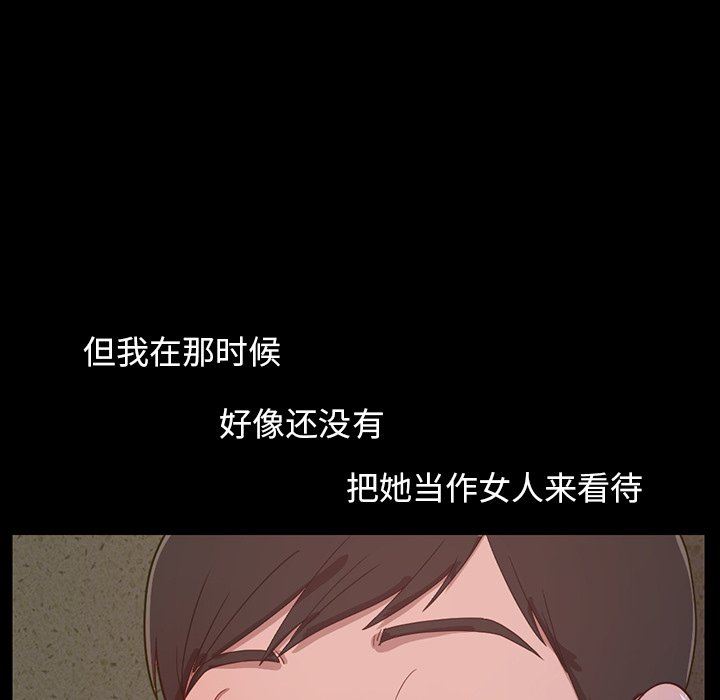 但我在那时候
好像还没有
把她当作女人来看待